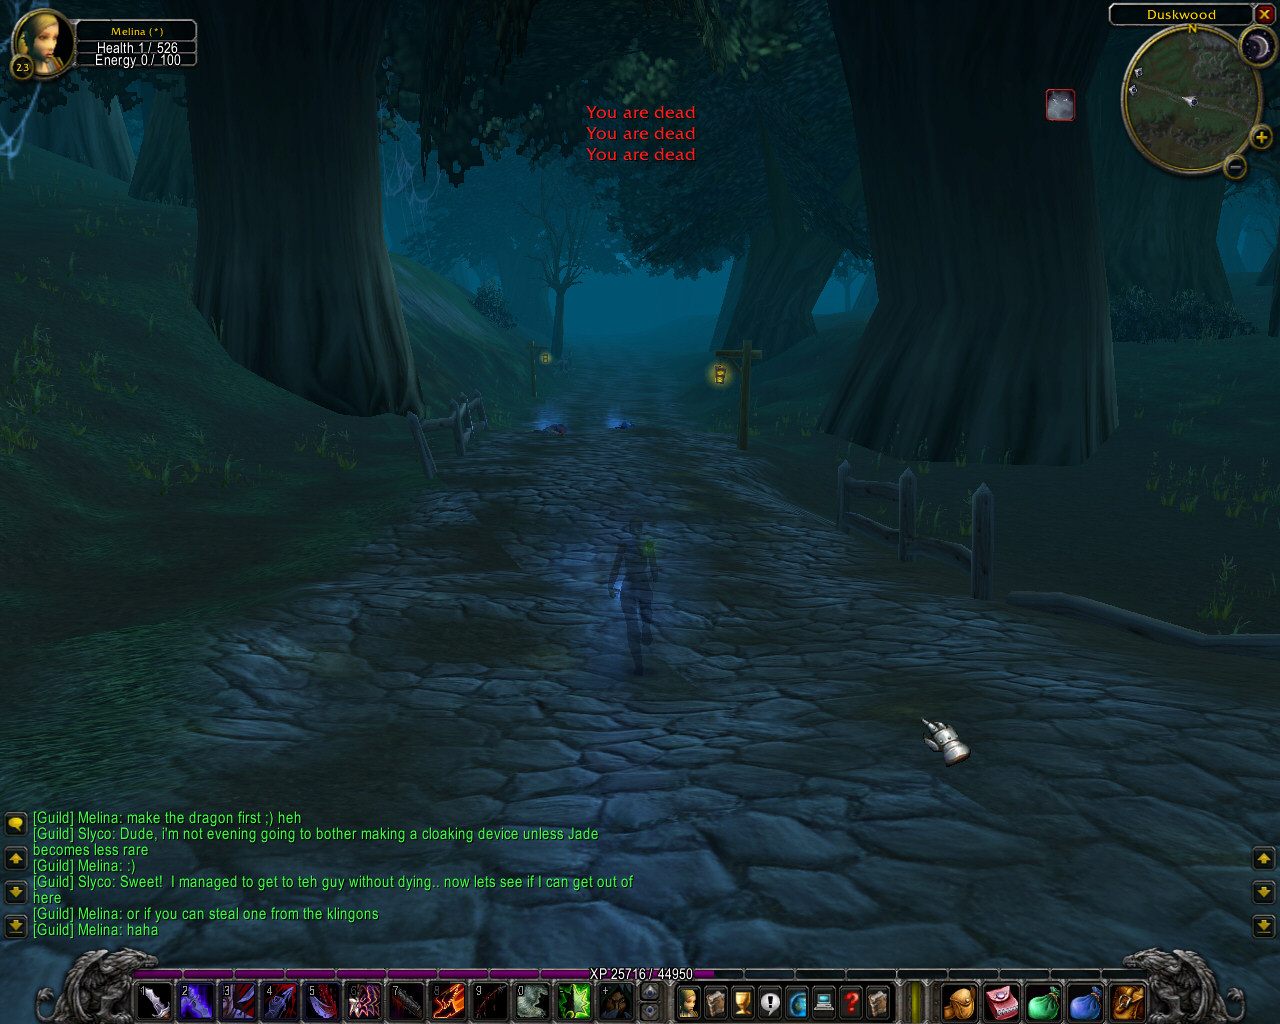 Melina (*)
Health 1 / 526
Energy 0 / 100
23
Duskwood
N
You are dead
You are dead
You are dead
[Guild] Melina: make the dragon first ;) heh
[Guild] Slyco: Dude, i'm not evening going to bother making a cloaking device unless Jade
becomes less rare
[Guild] Melina: :)
[Guild] Slyco: Sweet!  I managed to get to teh guy without dying.. now lets see if I can get out of
here
[Guild] Melina: or if you can steal one from the klingons
[Guild] Melina: haha
XP 25716 / 44950
1 2 3 4 5 6 7 8 9 0 - +